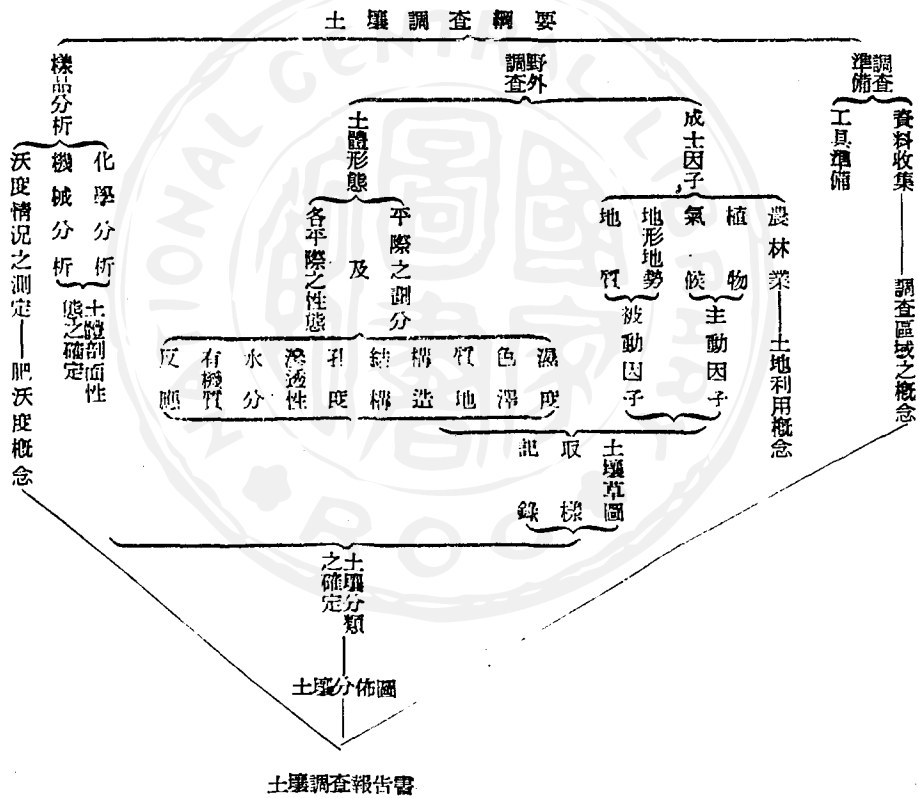 土壤調查綱要
調查
準備
資料收集
調查區域之概念
工具準備
野外
調查
成土因子
農林業
土地利用概念
植物
氣候
主動因子
地形地勢
地質
被動因子
土體形態
平際之劃分
及
各平際之性態
濕度
色澤
質地
構造
結構
孔度
滲透性
水分
有機質
反應
土壤草圖
取樣
記錄
樣品分析
化學分析
機械分析
土體剖面性
態之確定
沃度情況之測定
肥沃度概念
土壤分類
之確定
土壤分佈圖
土壤調查報告書
NATIONAL CENTRAL LIBRARY
R.O.C.
國家圖書館